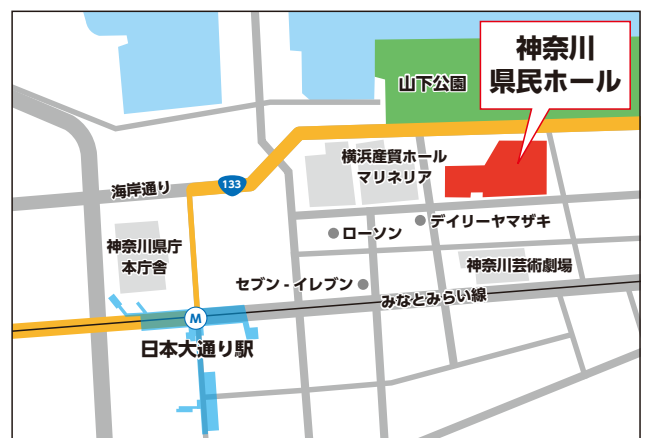 神奈川
県民ホール
山下公園
横浜産貿ホール
マリネリア
133
海岸通り
デイリーヤマザキ
ローソン
神奈川県庁
本庁舎
神奈川芸術劇場
セブン - イレブン
みなとみらい線
M
日本大通り駅